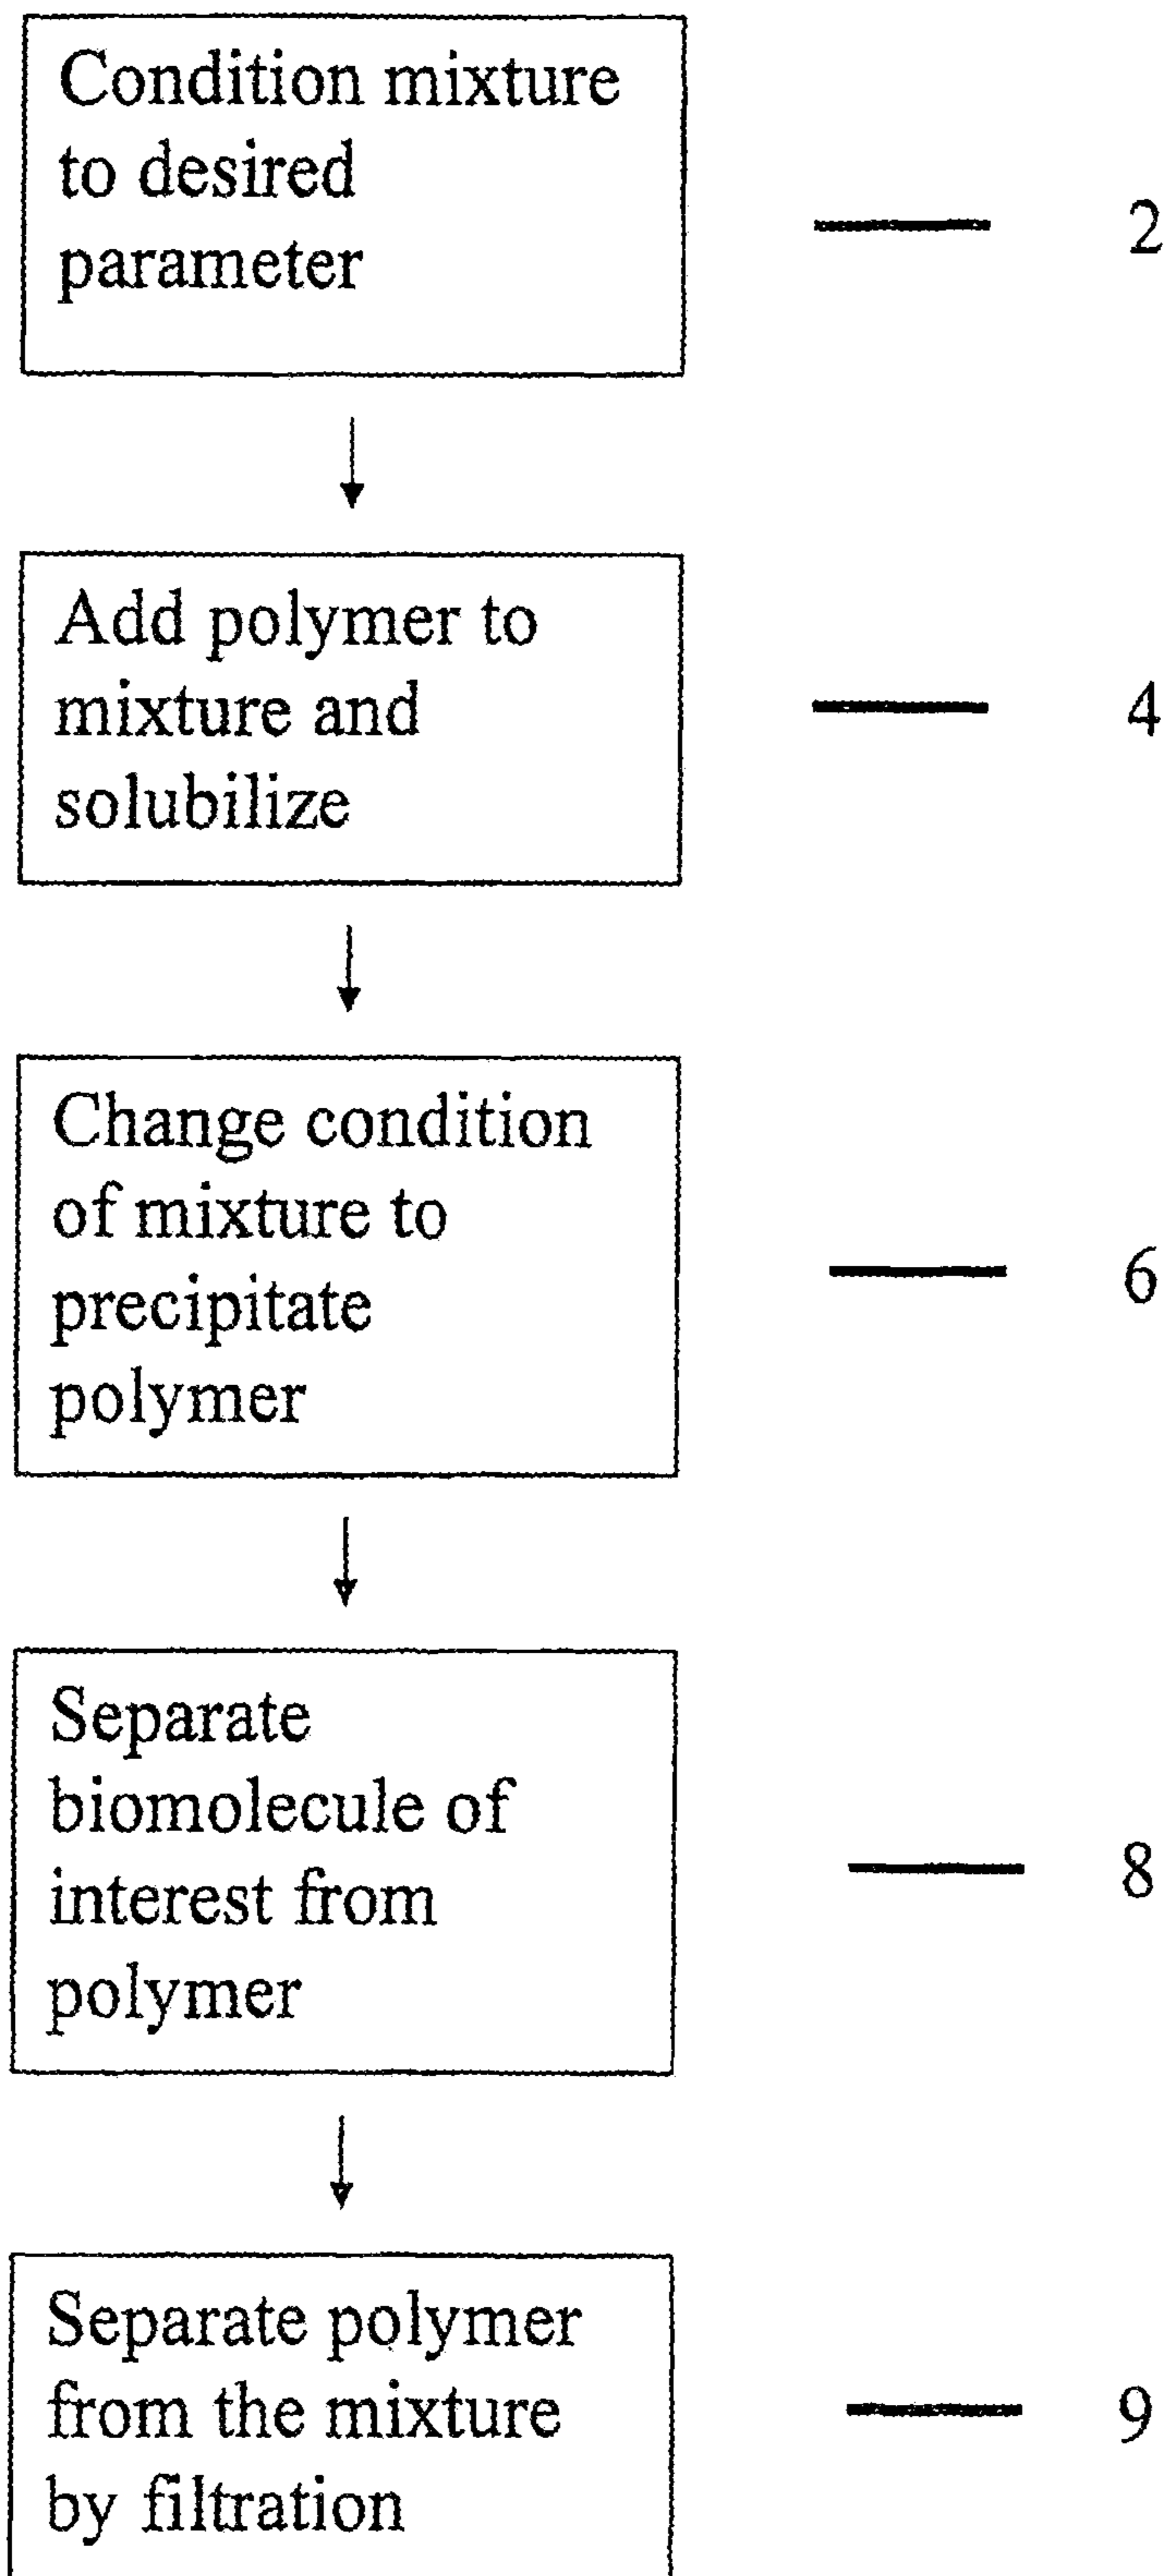 Condition mixture
to desired
parameter
2
Add polymer to
mixture and
solubilize
4
Change condition
of mixture to
precipitate
polymer
6
Separate
biomolecule of
interest from
polymer
8
Separate polymer
from the mixture
by filtration
9